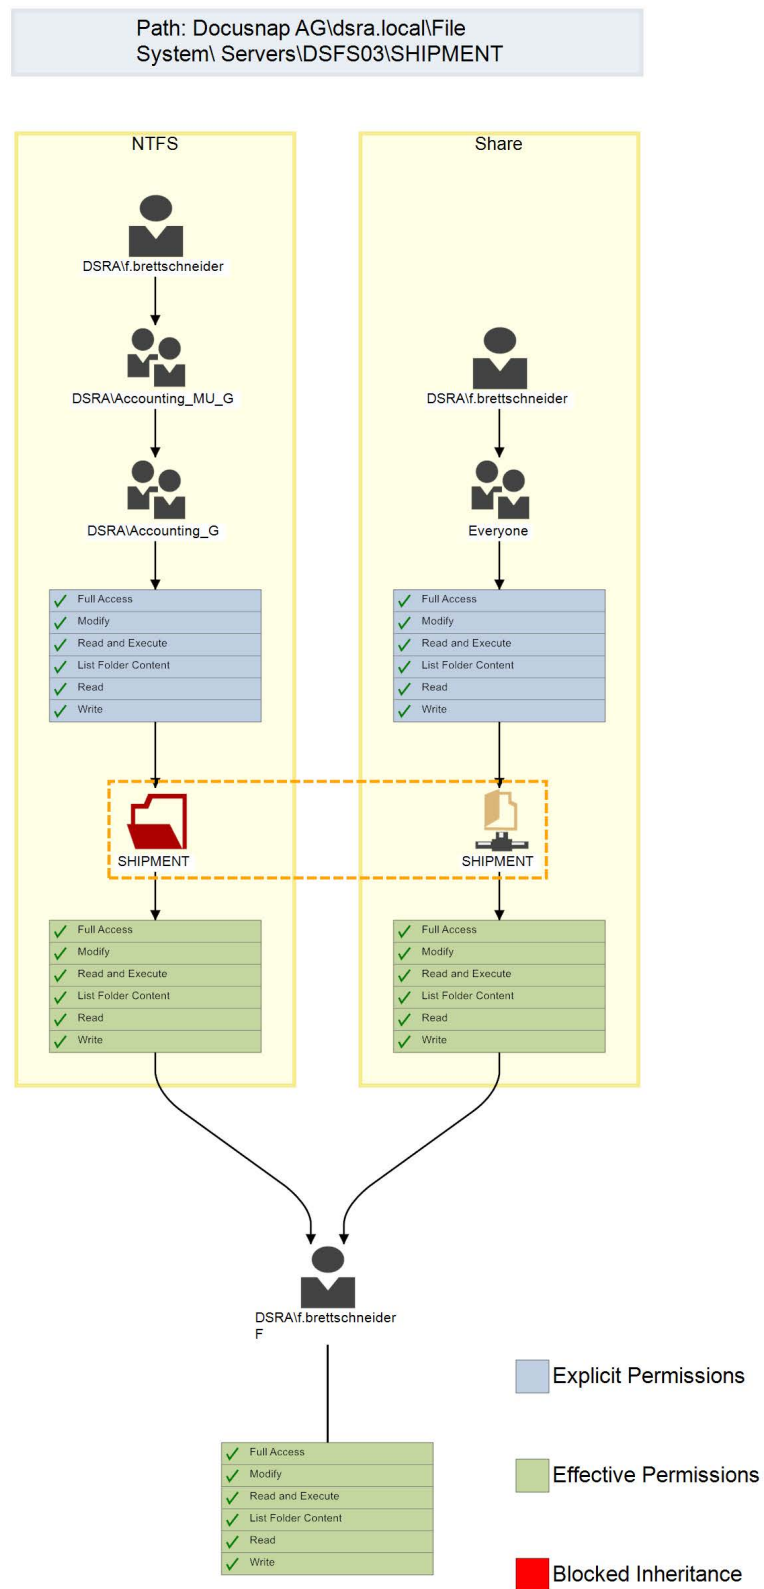 Path: Docusnap AG\dsra.local\File
System\ Servers\DSFS03\SHIPMENT
NTFS
DSRA\f.brettschneider
DSRA\Accounting_MU_G
DSRA\Accounting_G
Full Access
Modify
Read and Execute
List Folder Content
Read
Write
SHIPMENT
Full Access
Modify
Read and Execute
List Folder Content
Read
Write
Share
DSRA\f.brettschneider
Everyone
Full Access
Modify
Read and Execute
List Folder Content
Read
Write
SHIPMENT
Full Access
Modify
Read and Execute
List Folder Content
Read
Write
DSRA\f.brettschneider
F
Full Access
Modify
Read and Execute
List Folder Content
Read
Write
Explicit Permissions
Effective Permissions
Blocked Inheritance